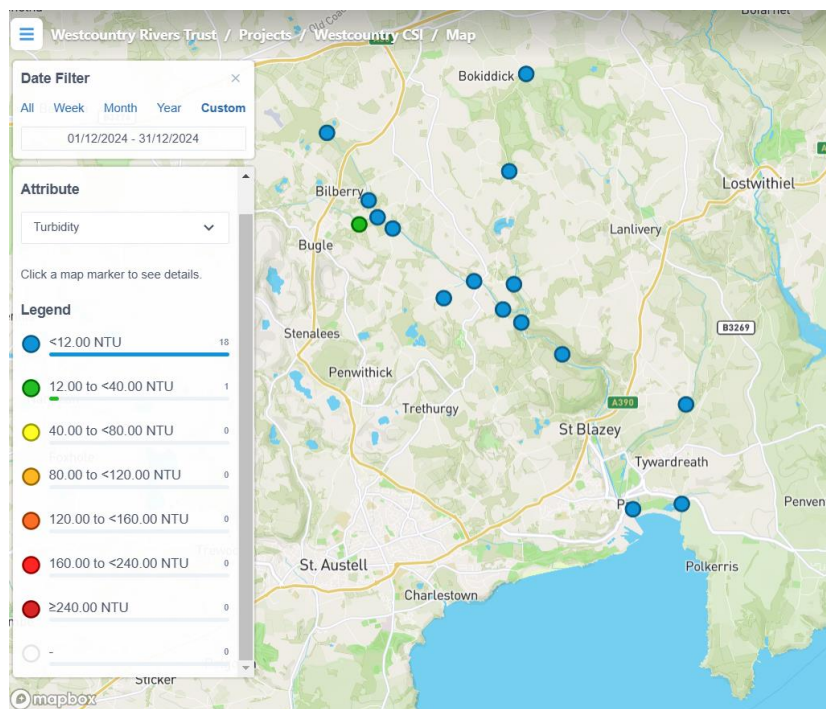 Westcountry Rivers Trust / Projects / Westcountry CSI / Map
Date Filter
×
All Week Month Year Custom
01/12/2024 - 31/12/2024
Attribute
Turbidity
Click a map marker to see details.
Legend
<12.00 NTU 18
12.00 to <40.00 NTU 1
40.00 to <80.00 NTU 0
80.00 to <120.00 NTU 0
120.00 to <160.00 NTU 0
160.00 to <240.00 NTU 0
≥240.00 NTU 0
- 0
Bokiddick
Bilberry
Lostwithiel
Lanlivery
Bugle
B3269
Stenalees
Penwithick
Trethurgy
A390
St Blazey
Tywardreath
Penven
St. Austell
Polkerris
Charlestown
Sticker
mapbox